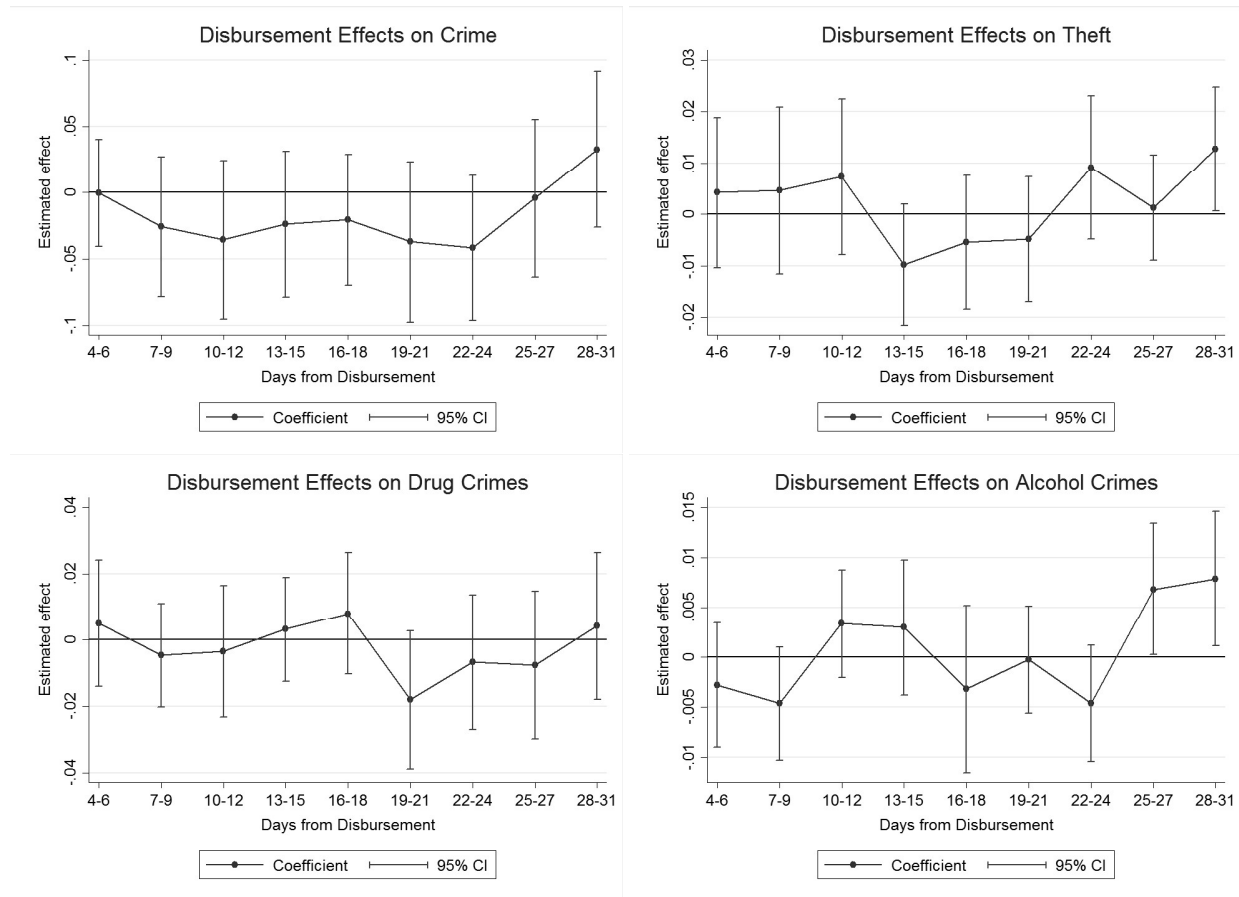 Disbursement Effects on Crime
Estimated effect
.1
.05
0
-.05
-.1
4-6 7-9 10-12 13-15 16-18 19-21 22-24 25-27 28-31
Days from Disbursement
Coefficient 95% CI
Disbursement Effects on Theft
Estimated effect
.03
.02
.01
0
-.01
-.02
4-6 7-9 10-12 13-15 16-18 19-21 22-24 25-27 28-31
Days from Disbursement
Coefficient 95% CI
Disbursement Effects on Drug Crimes
Estimated effect
.04
.02
0
-.02
-.04
4-6 7-9 10-12 13-15 16-18 19-21 22-24 25-27 28-31
Days from Disbursement
Coefficient 95% CI
Disbursement Effects on Alcohol Crimes
Estimated effect
.015
.01
.005
0
-.005
-.01
4-6 7-9 10-12 13-15 16-18 19-21 22-24 25-27 28-31
Days from Disbursement
Coefficient 95% CI